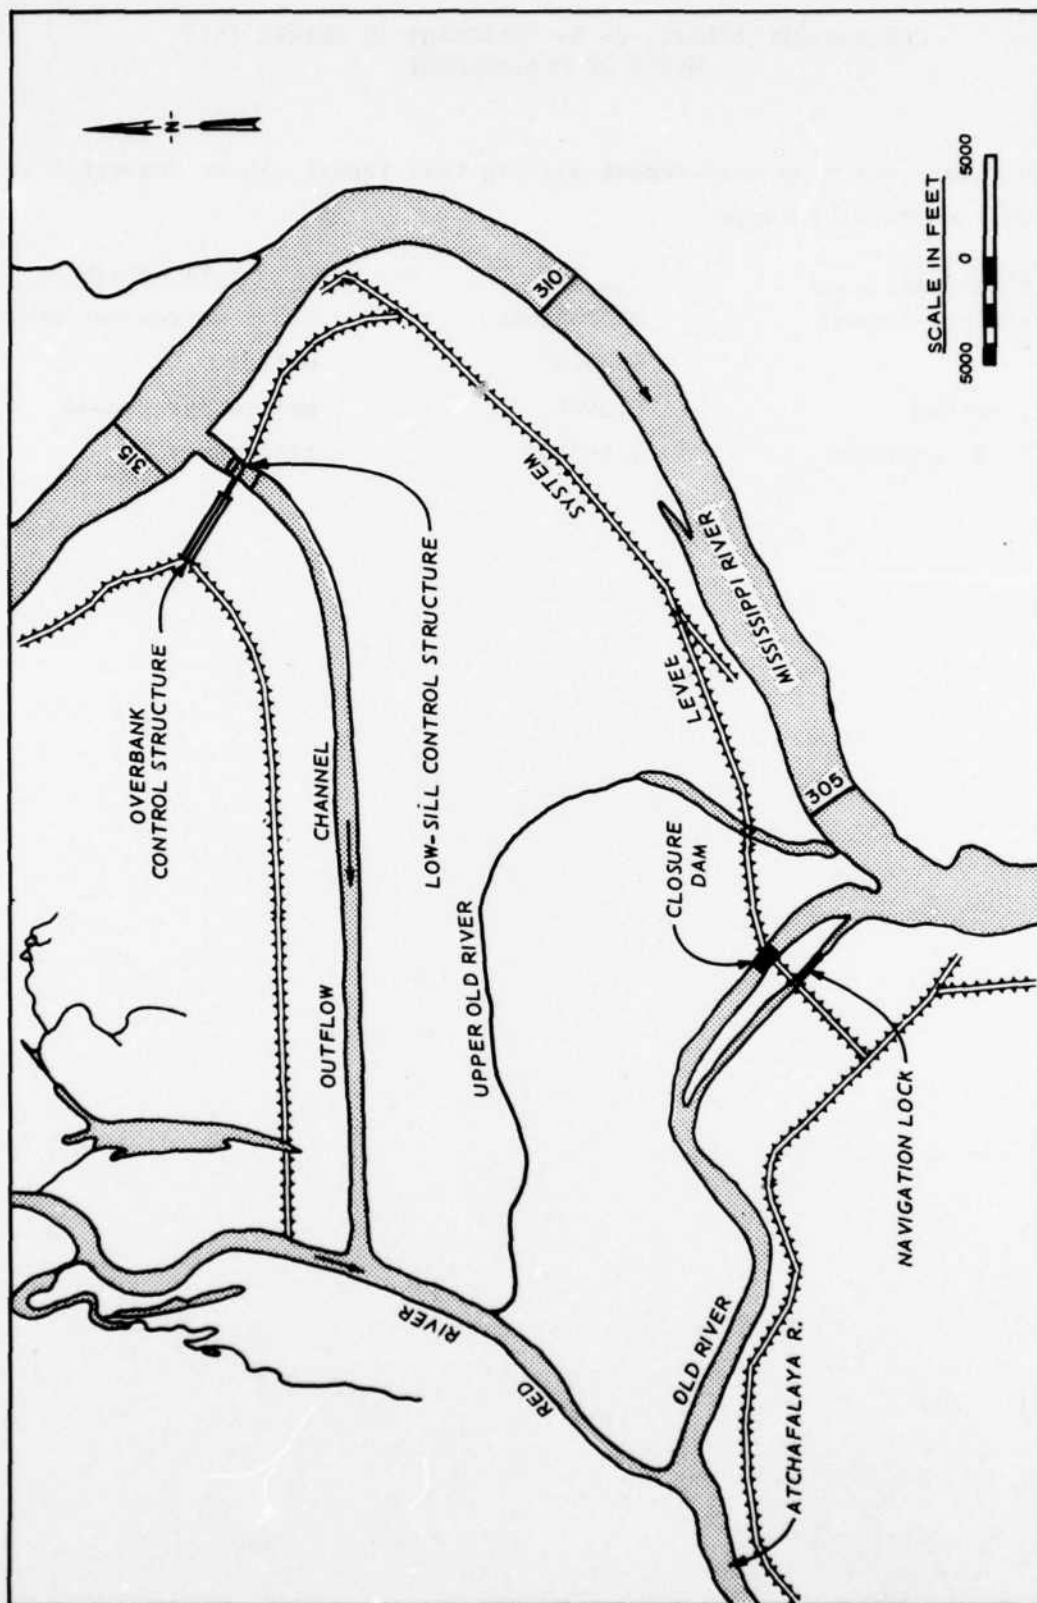 -N-
315
310
305
OVERBANK
CONTROL STRUCTURE
LOW-SILL CONTROL STRUCTURE
OUTFLOW
CHANNEL
UPPER OLD RIVER
CLOSURE
DAM
LEVEE
SYSTEM
MISSISSIPPI RIVER
RED
RIVER
OLD RIVER
ATCHAFALAYA R.
NAVIGATION LOCK
SCALE IN FEET
5000
0
5000